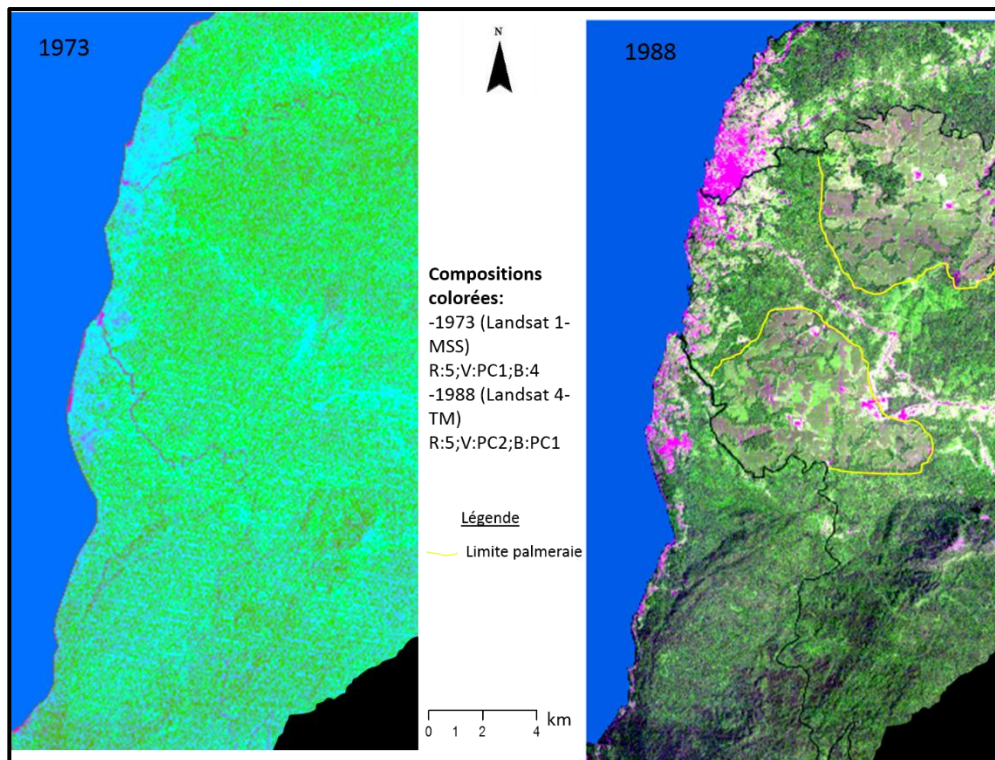 1973
N
1988
Compositions
colorées:
-1973 (Landsat 1-
MSS)
R:5;V:PC1;B:4
-1988 (Landsat 4-
TM)
R:5;V:PC2;B:PC1
Légende
Limite palmeraie
km
0 1 2 4